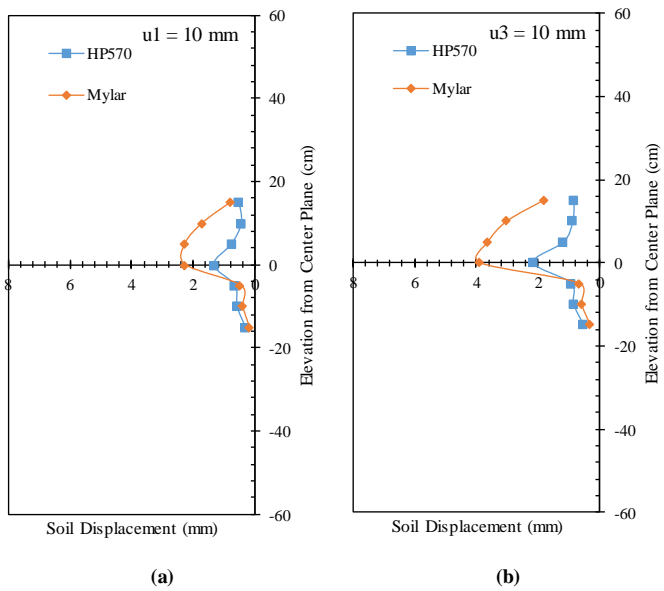 u1 = 10 mm
HP570
Mylar
60
40
20
0
-20
-40
-60
8
6
4
2
0
Elevation from Center Plane (cm)
Soil Displacement (mm)
(a)
u3 = 10 mm
HP570
Mylar
60
40
20
0
-20
-40
-60
8
6
4
2
0
Elevation from Center Plane (cm)
Soil Displacement (mm)
(b)